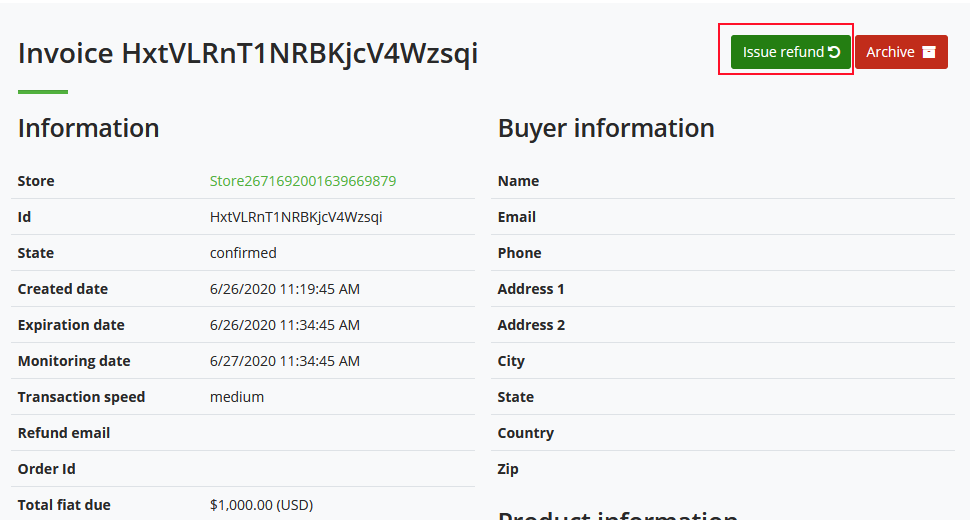 Invoice HxtVLRnT1NRBKjcV4Wzsqi
Issue refund
Archive
Information
Store Store2671692001639669879
Id HxtVLRnT1NRBKjcV4Wzsqi
State confirmed
Created date 6/26/2020 11:19:45 AM
Expiration date 6/26/2020 11:34:45 AM
Monitoring date 6/27/2020 11:34:45 AM
Transaction speed medium
Refund email
Order Id
Total fiat due $1,000.00 (USD)
Buyer information
Name
Email
Phone
Address 1
Address 2
City
State
Country
Zip
Product information